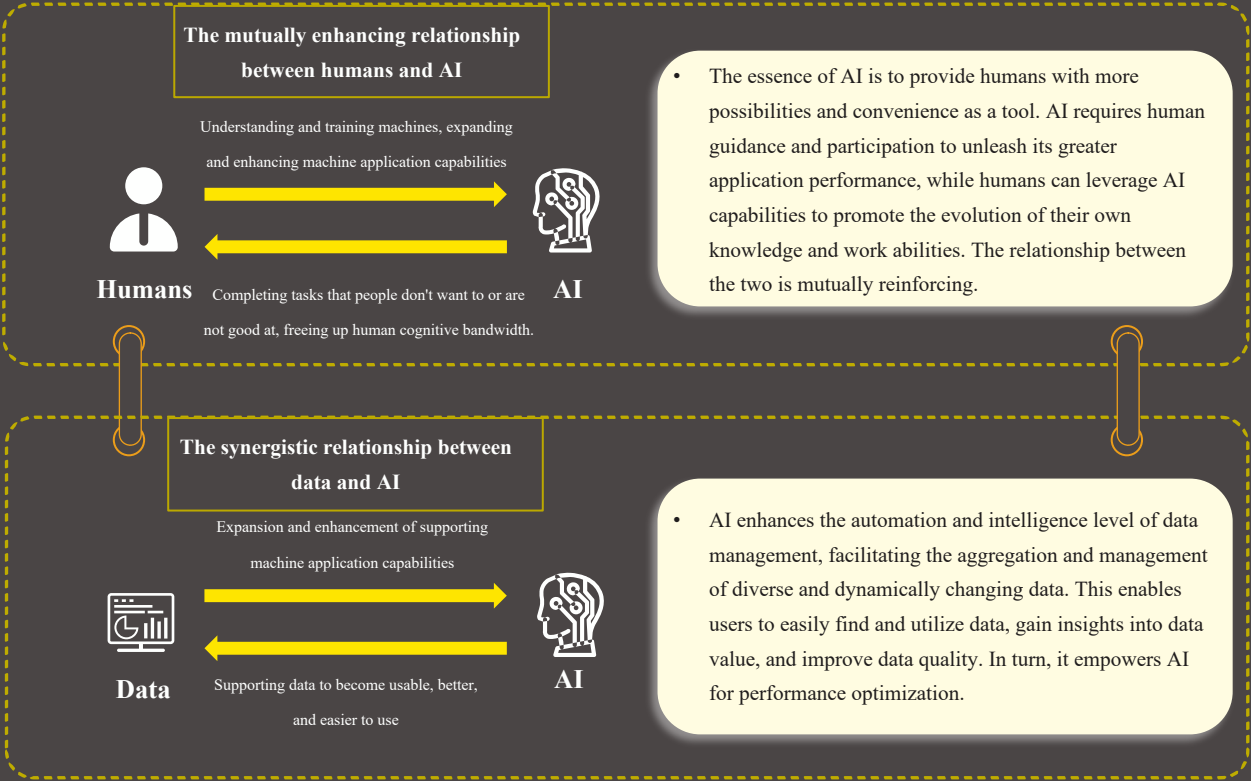 The mutually enhancing relationship
between humans and AI
Understanding and training machines, expanding
and enhancing machine application capabilities
Humans
AI
Completing tasks that people don't want to or are
not good at, freeing up human cognitive bandwidth.
• The essence of AI is to provide humans with more
possibilities and convenience as a tool. AI requires human
guidance and participation to unleash its greater
application performance, while humans can leverage AI
capabilities to promote the evolution of their own
knowledge and work abilities. The relationship between
the two is mutually reinforcing.
The synergistic relationship between
data and AI
Expansion and enhancement of supporting
machine application capabilities
Data
AI
Supporting data to become usable, better,
and easier to use
• AI enhances the automation and intelligence level of data
management, facilitating the aggregation and management
of diverse and dynamically changing data. This enables
users to easily find and utilize data, gain insights into data
value, and improve data quality. In turn, it empowers AI
for performance optimization.